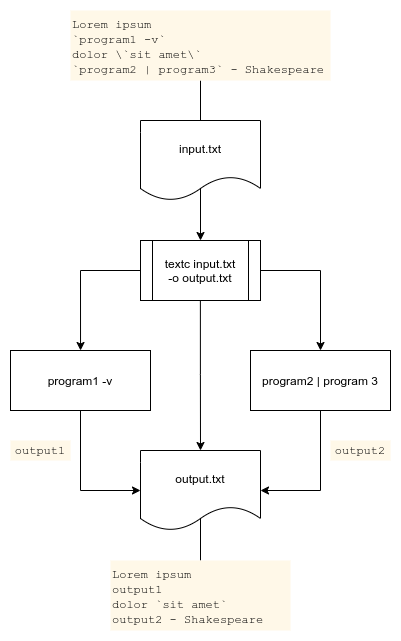 Lorem ipsum
`program1 -v`
dolor \`sit amet\`
`program2 | program3` - Shakespeare
input.txt
textc input.txt
-o output.txt
program1 -v
program2 | program 3
output1
output2
output.txt
Lorem ipsum
output1
dolor `sit amet`
output2 - Shakespeare